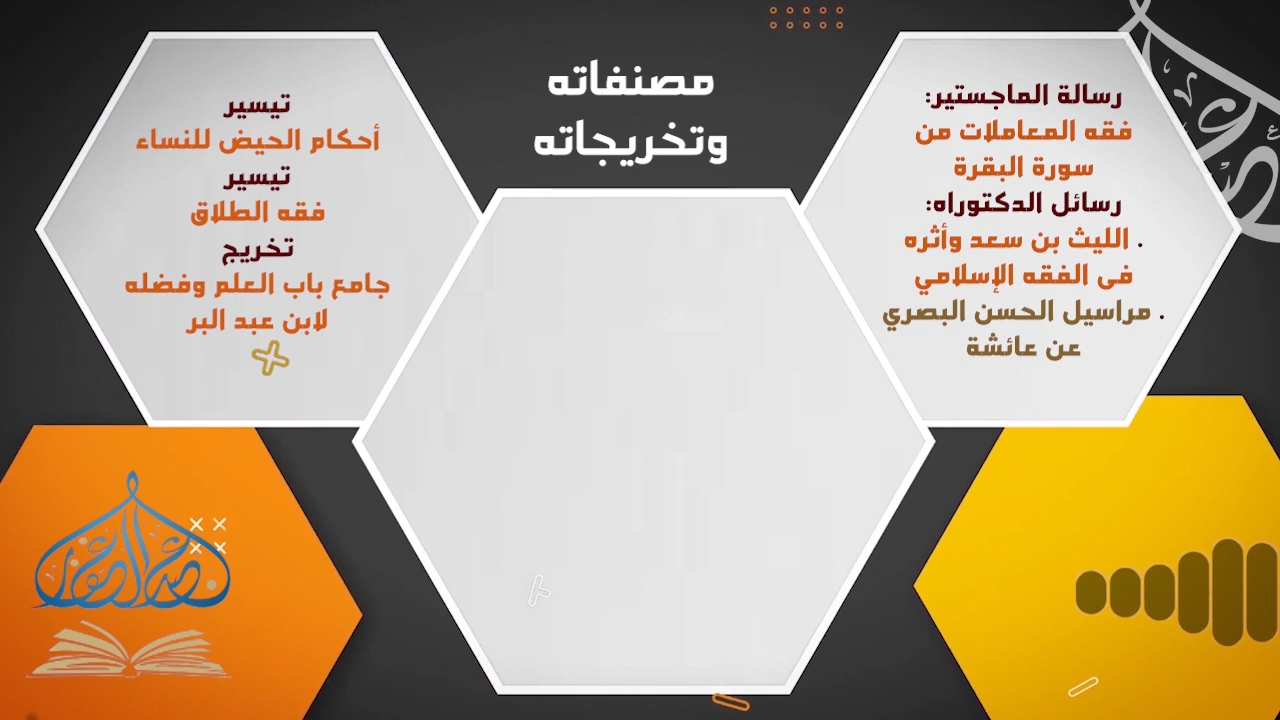 مصنفاته
وتخريجاته
رسالة الماجستير:
فقه المعاملات من
سورة البقرة
رسائل الدكتوراه:
. الليث بن سعد وأثره
فى الفقه الإسلامي
. مراسيل الحسن البصري
عن عائشة
تيسير
أحكام الحيض للنساء
تيسير
فقه الطلاق
تخريج
جامع باب العلم وفضله
لابن عبد البر